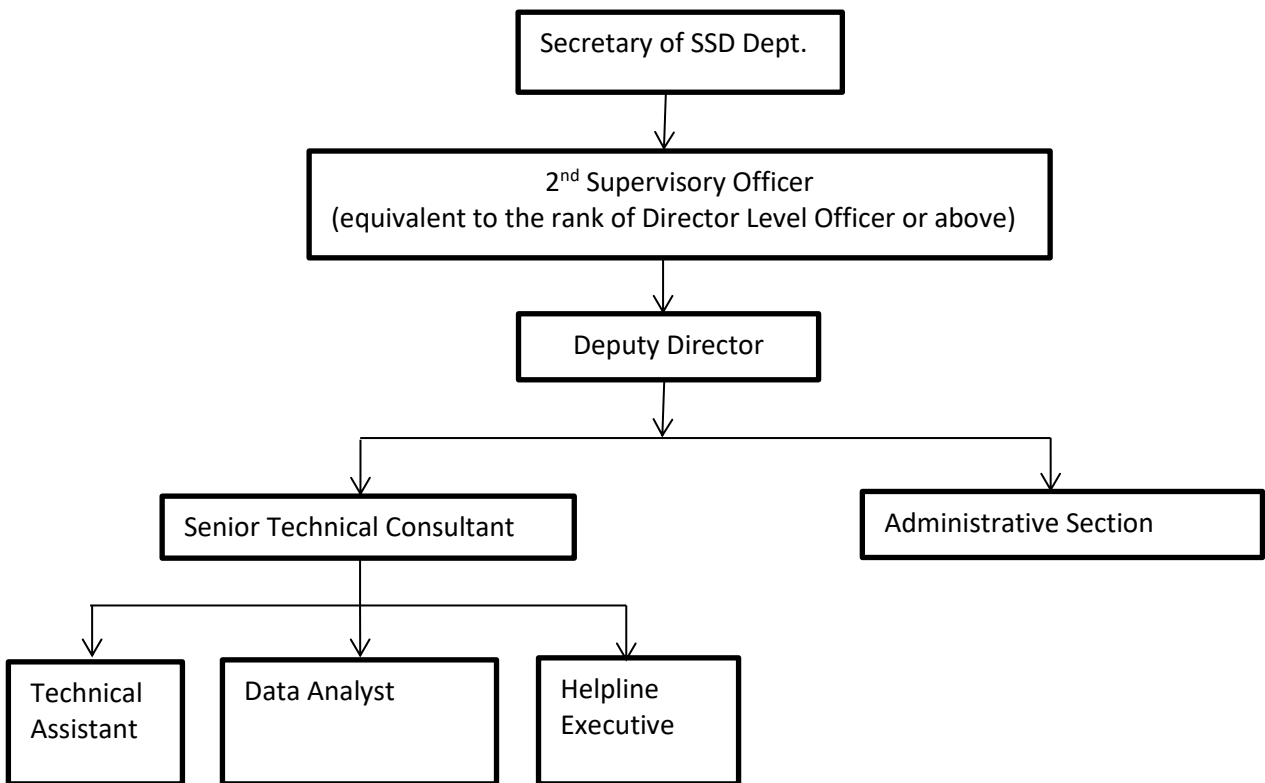 Secretary of SSD Dept.
2nd Supervisory Officer
(equivalent to the rank of Director Level Officer or above)
Deputy Director
Senior Technical Consultant
Administrative Section
Technical
Assistant
Data Analyst
Helpline
Executive